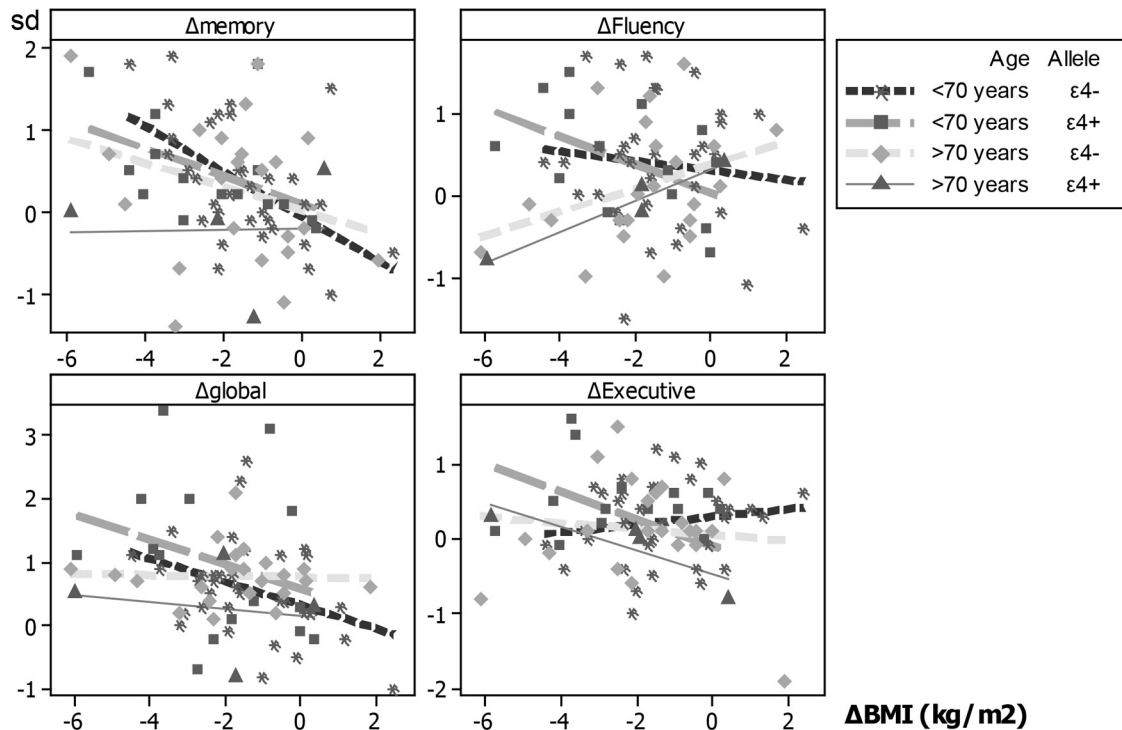 sd
Δmemory
ΔFluency
2
1
0
-1
1
0
-1
-6 -4 -2 0 2
-6 -4 -2 0 2
Age Allele
<70 years ε4-
<70 years ε4+
>70 years ε4-
>70 years ε4+
Δglobal
ΔExecutive
3
2
1
0
-1
1
0
-1
-2
-6 -4 -2 0 2
-6 -4 -2 0 2
ΔBMI (kg/m2)